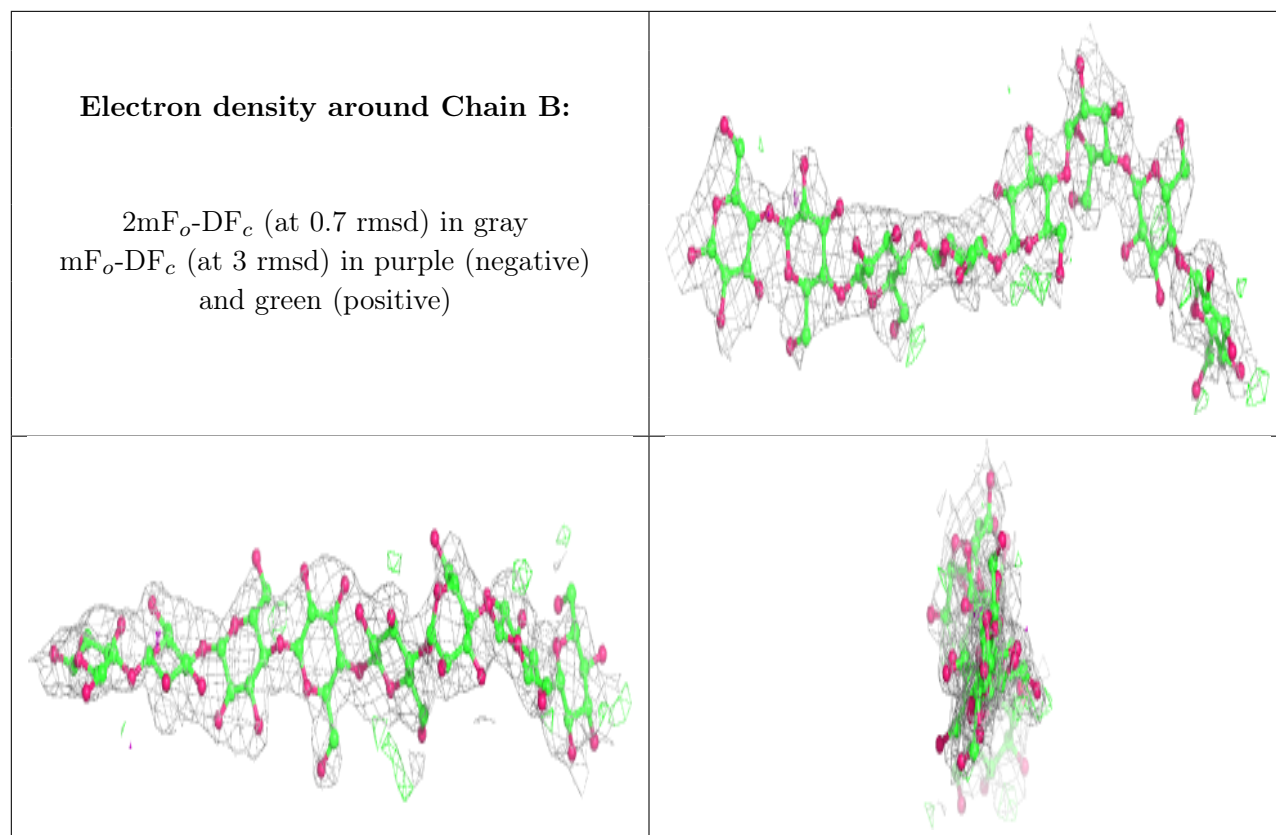 Electron density around Chain B:
2mFₒ-DF𝒸 (at 0.7 rmsd) in gray
mFₒ-DF𝒸 (at 3 rmsd) in purple (negative)
and green (positive)